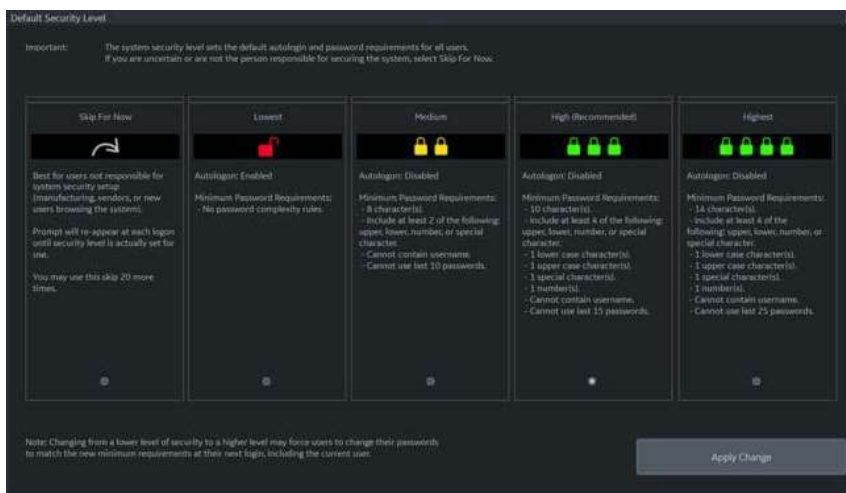 Default Security Level
Important: The system security level sets the default autologin and password requirements for all users.
If you are uncertain or are not the person responsible for securing the system, select Skip For Now.
Skip For Now
Best for users not responsible for
system security setup
(manufacturing, vendors, or new
users browsing the system).
Prompt will re-appear at each logon
until security level is actually set for
use.
You may use this skip 20 more
times.
Lowest
Autologon: Enabled
Minimum Password Requirements:
- No password complexity rules
Medium
Autologon: Disabled
Minimum Password Requirements:
- 8 character(s).
- Include at least 2 of the following:
upper, lower, number, or special
character.
- Cannot contain username.
- Cannot use last 10 passwords.
High (Recommended)
Autologon: Disabled
Minimum Password Requirements:
- 10 character(s).
- Include at least 4 of the following:
upper, lower, number, or special
character.
- 1 lower case character(s).
- 1 upper case character(s).
- 1 special character(s).
- 1 number(s).
- Cannot contain username.
- Cannot use last 15 passwords.
Highest
Autologon: Disabled
Minimum Password Requirements:
- 14 character(s).
- Include at least 4 of the
following: upper, lower, number, or
special character.
- 1 lower case character(s).
- 1 upper case character(s).
- 1 special character(s).
- 1 number(s).
- Cannot contain username.
- Cannot use last 25 passwords.
Note: Changing from a lower level of security to a higher level may force users to change their passwords
to match the new minimum requirements at their next login, including the current user.
Apply Change